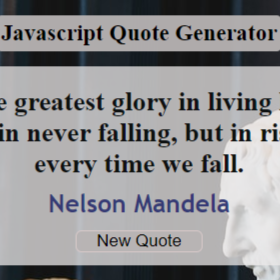 Javascript Quote Generator
e greatest glory in living
in never falling, but in ri
every time we fall.
Nelson Mandela
New Quote